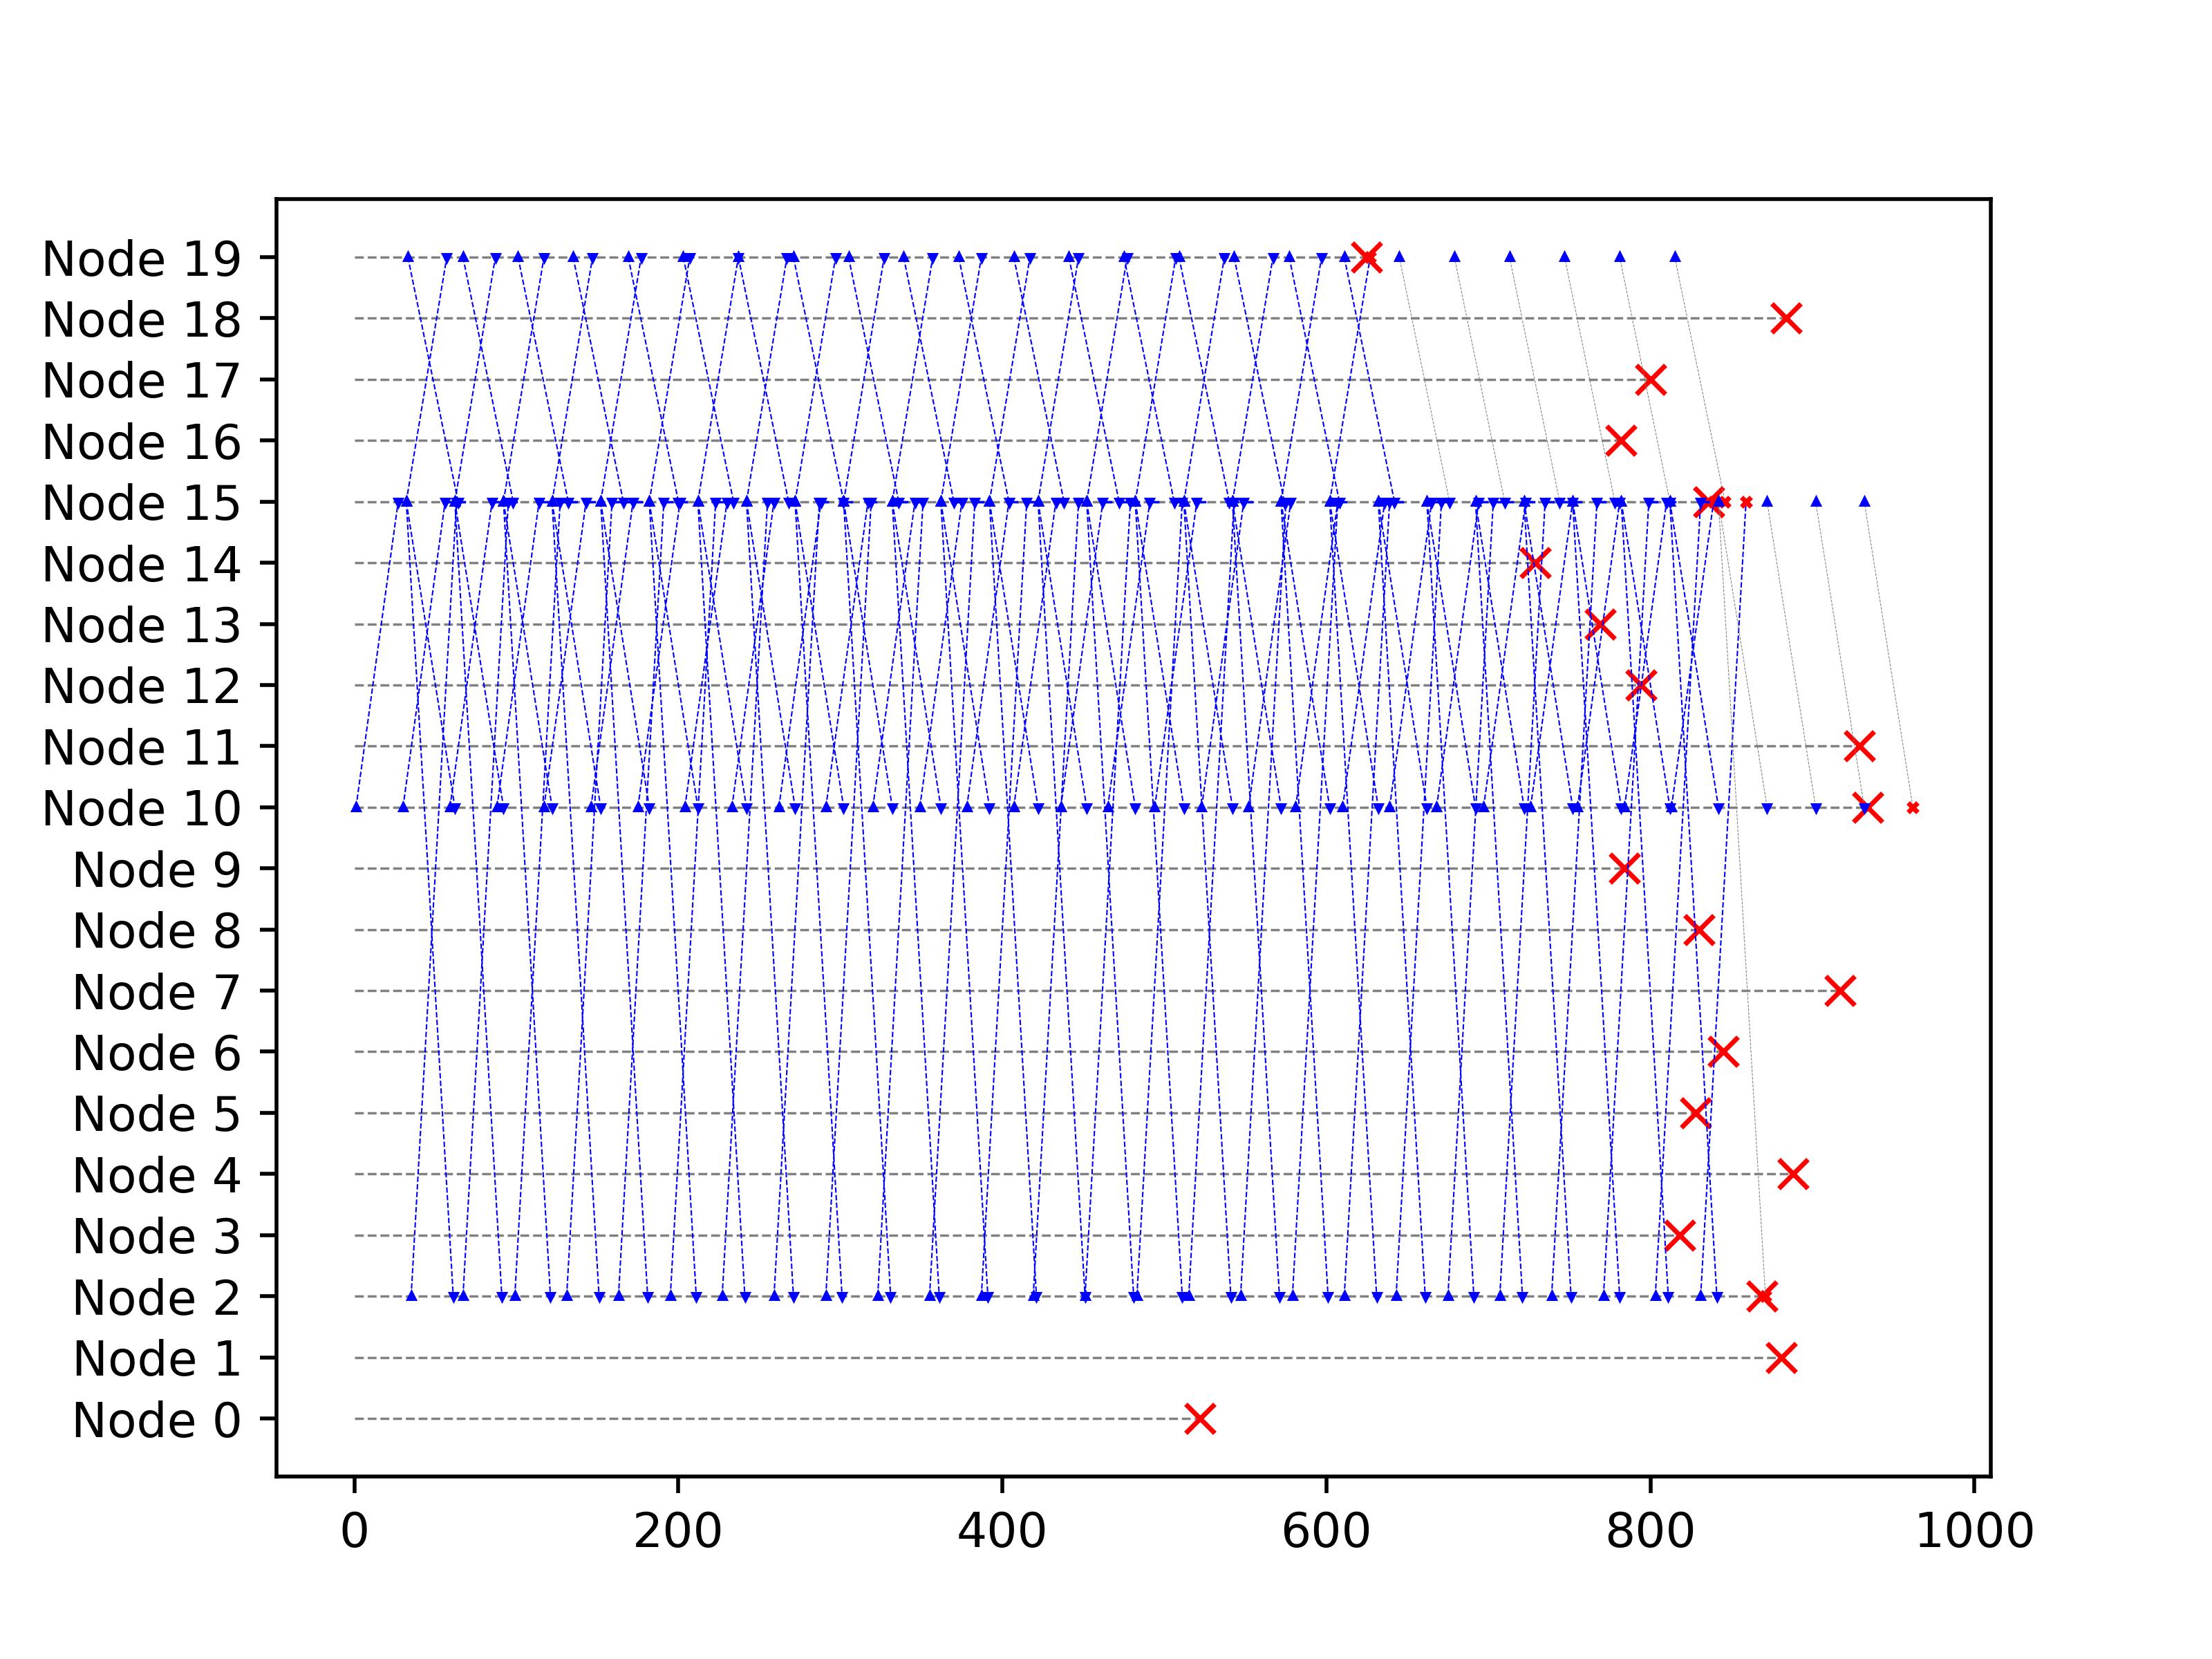 Node 19
Node 18
Node 17
Node 16
Node 15
Node 14
Node 13
Node 12
Node 11
Node 10
Node 9
Node 8
Node 7
Node 6
Node 5
Node 4
Node 3
Node 2
Node 1
Node 0
0 200 400 600 800 1000